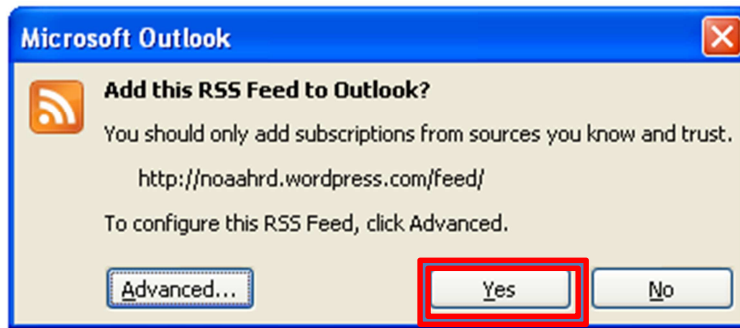 Microsoft Outlook
Add this RSS Feed to Outlook?
You should only add subscriptions from sources you know and trust.
http://noaahrd.wordpress.com/feed/
To configure this RSS Feed, click Advanced.
Advanced... Yes No